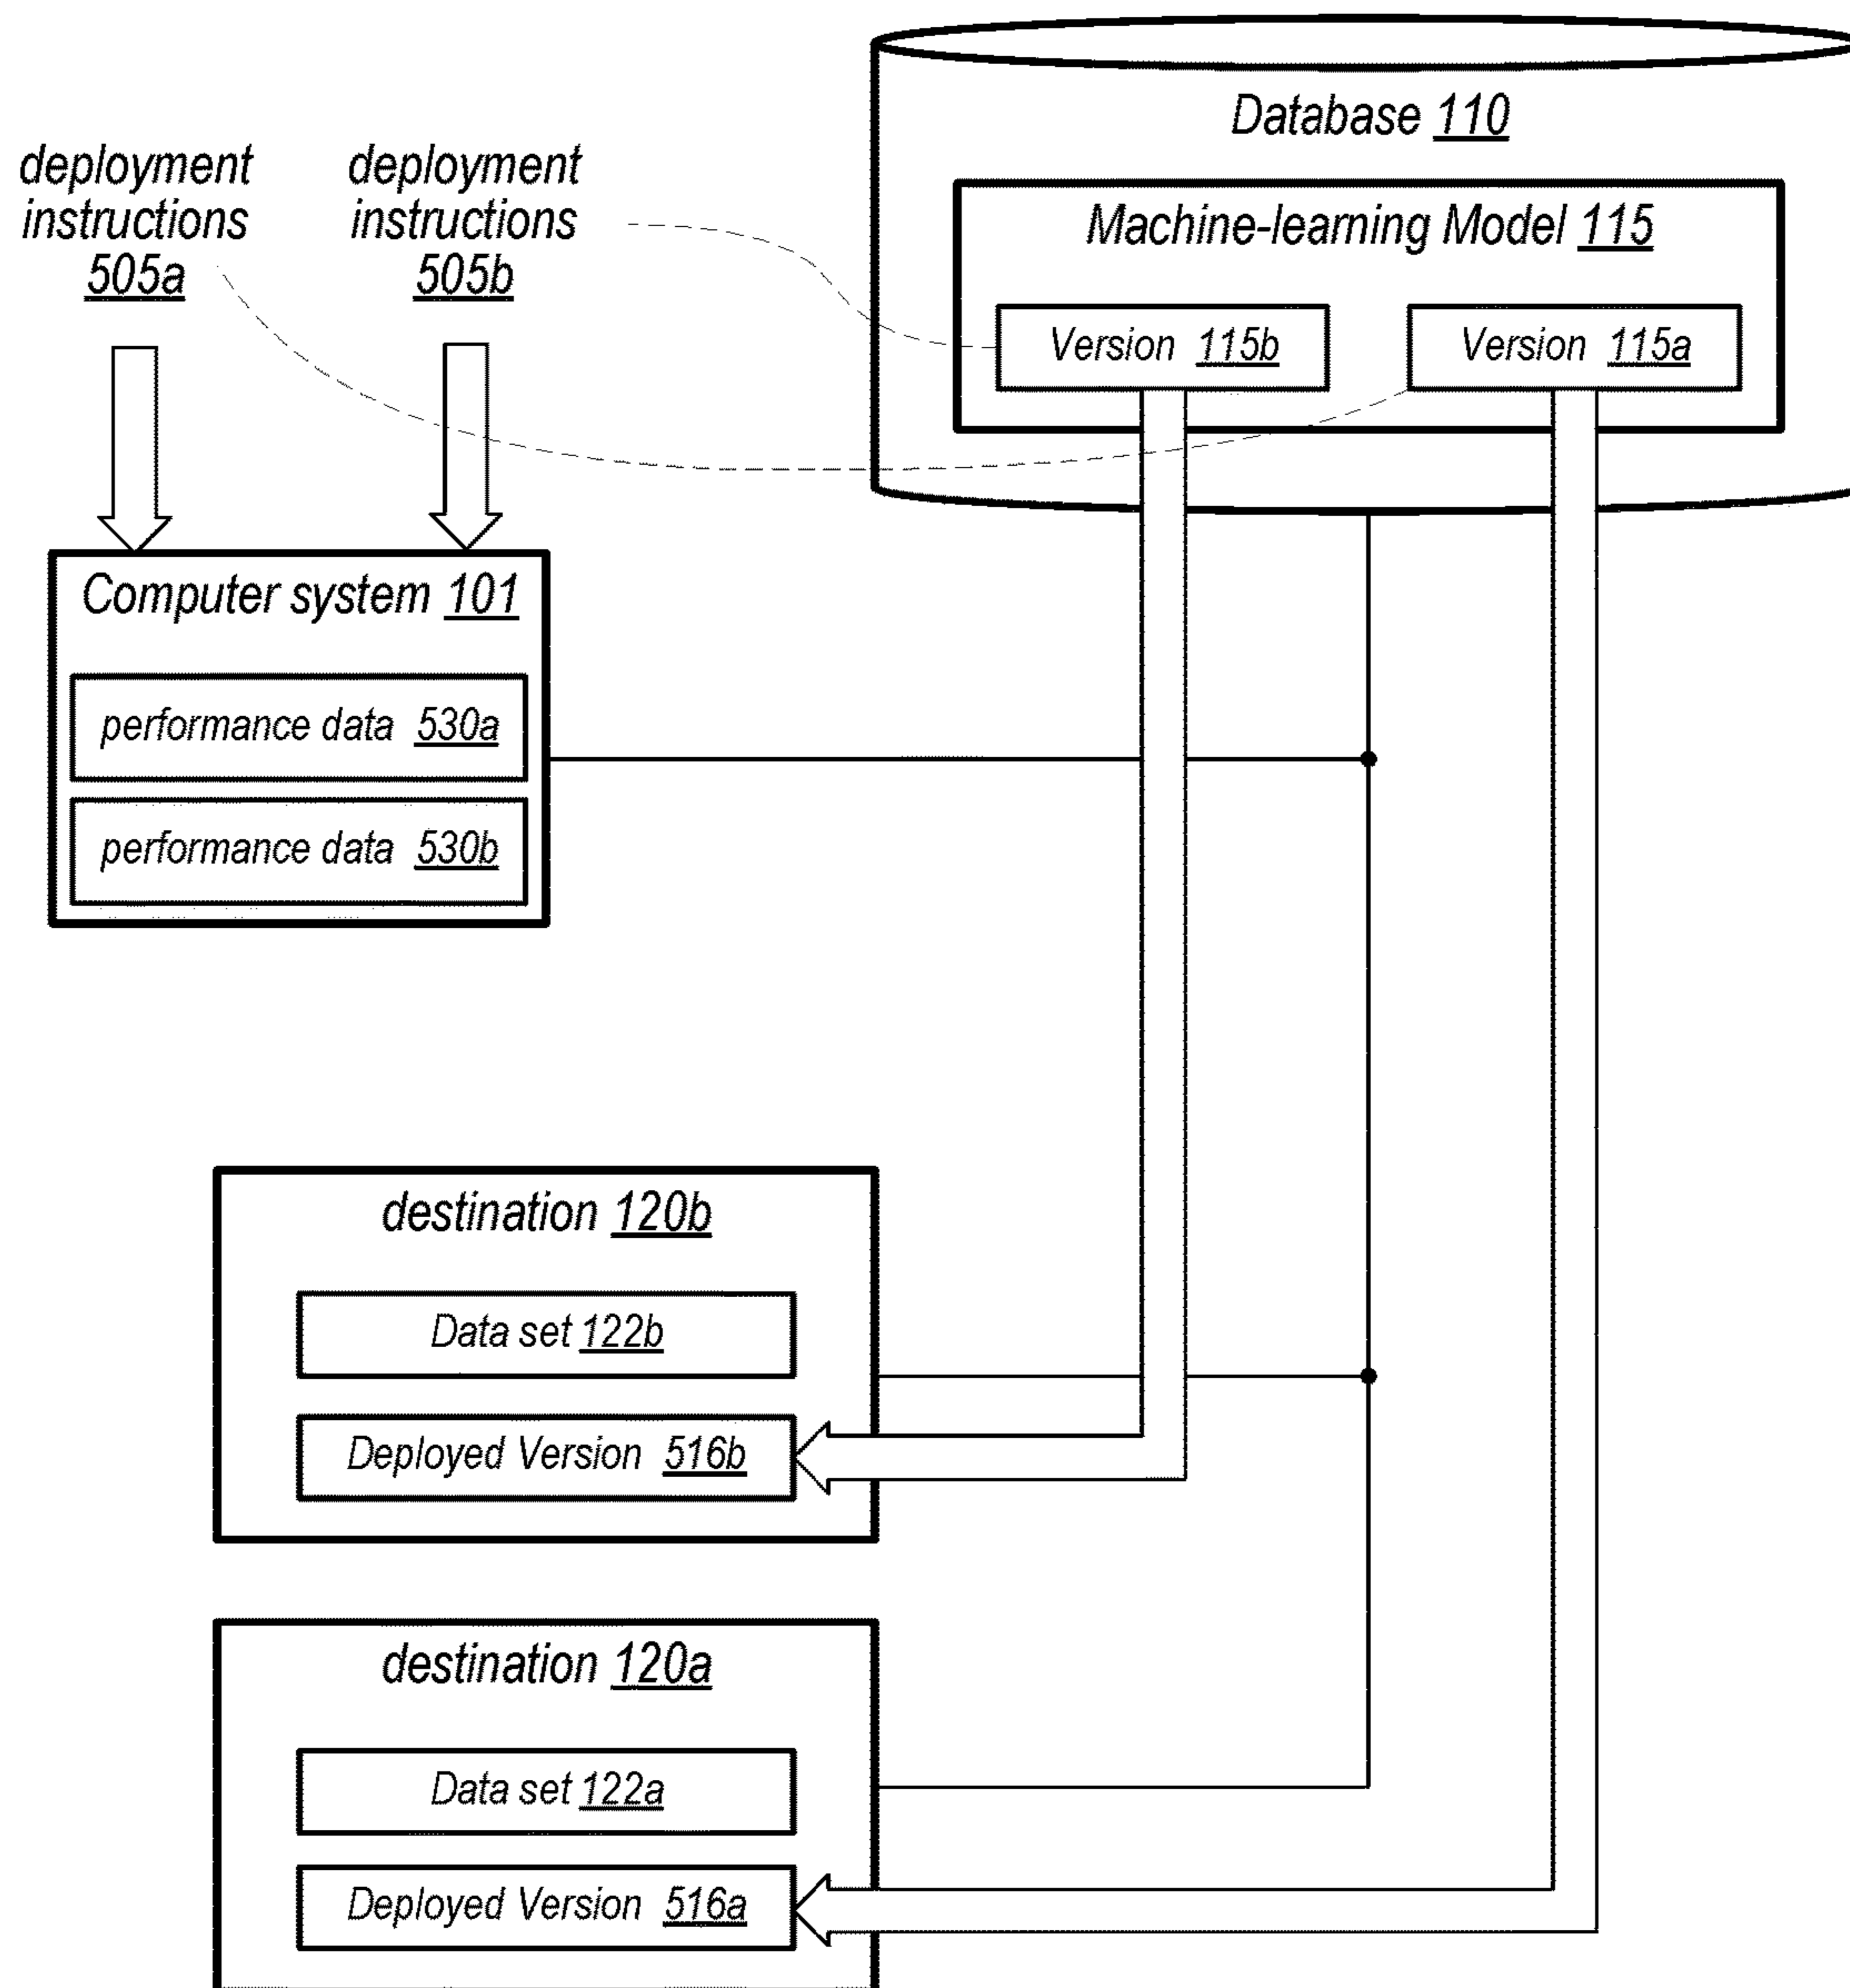 Database 110
deployment
instructions
505a
deployment
instructions
505b
Machine-learning Model 115
Version 115b
Version 115a
Computer system 101
performance data 530a
performance data 530b
destination 120b
Data set 122b
Deployed Version 516b
destination 120a
Data set 122a
Deployed Version 516a